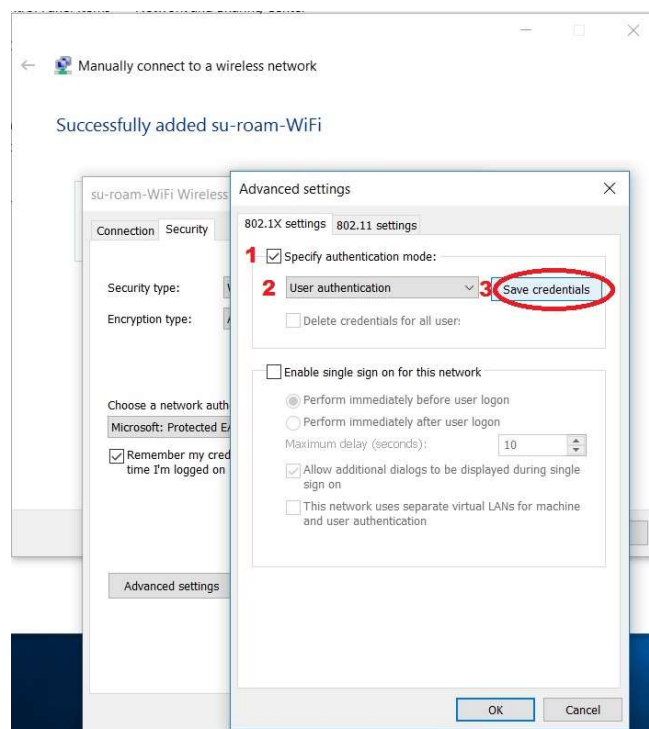 Manually connect to a wireless network
Successfully added su-roam-WiFi
su-roam-WiFi Wireless
Connection Security
Security type:
Encryption type:
Choose a network auth
Microsoft: Protected EA
Remember my cred
time I'm logged on
Advanced settings
Advanced settings
802.1X settings 802.11 settings
1 Specify authentication mode:
2 User authentication 3 Save credentials
Delete credentials for all users
Enable single sign on for this network
Perform immediately before user logon
Perform immediately after user logon
Maximum delay (seconds): 10
Allow additional dialogs to be displayed during single
sign on
This network uses separate virtual LANs for machine
and user authentication
OK Cancel